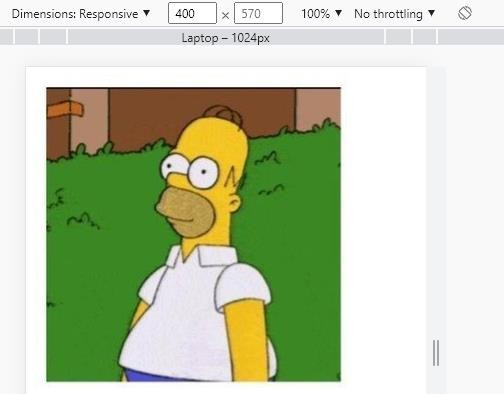 Dimensions: Responsive ▼ 400 × 570 100% ▼ No throttling ▼
Laptop – 1024px